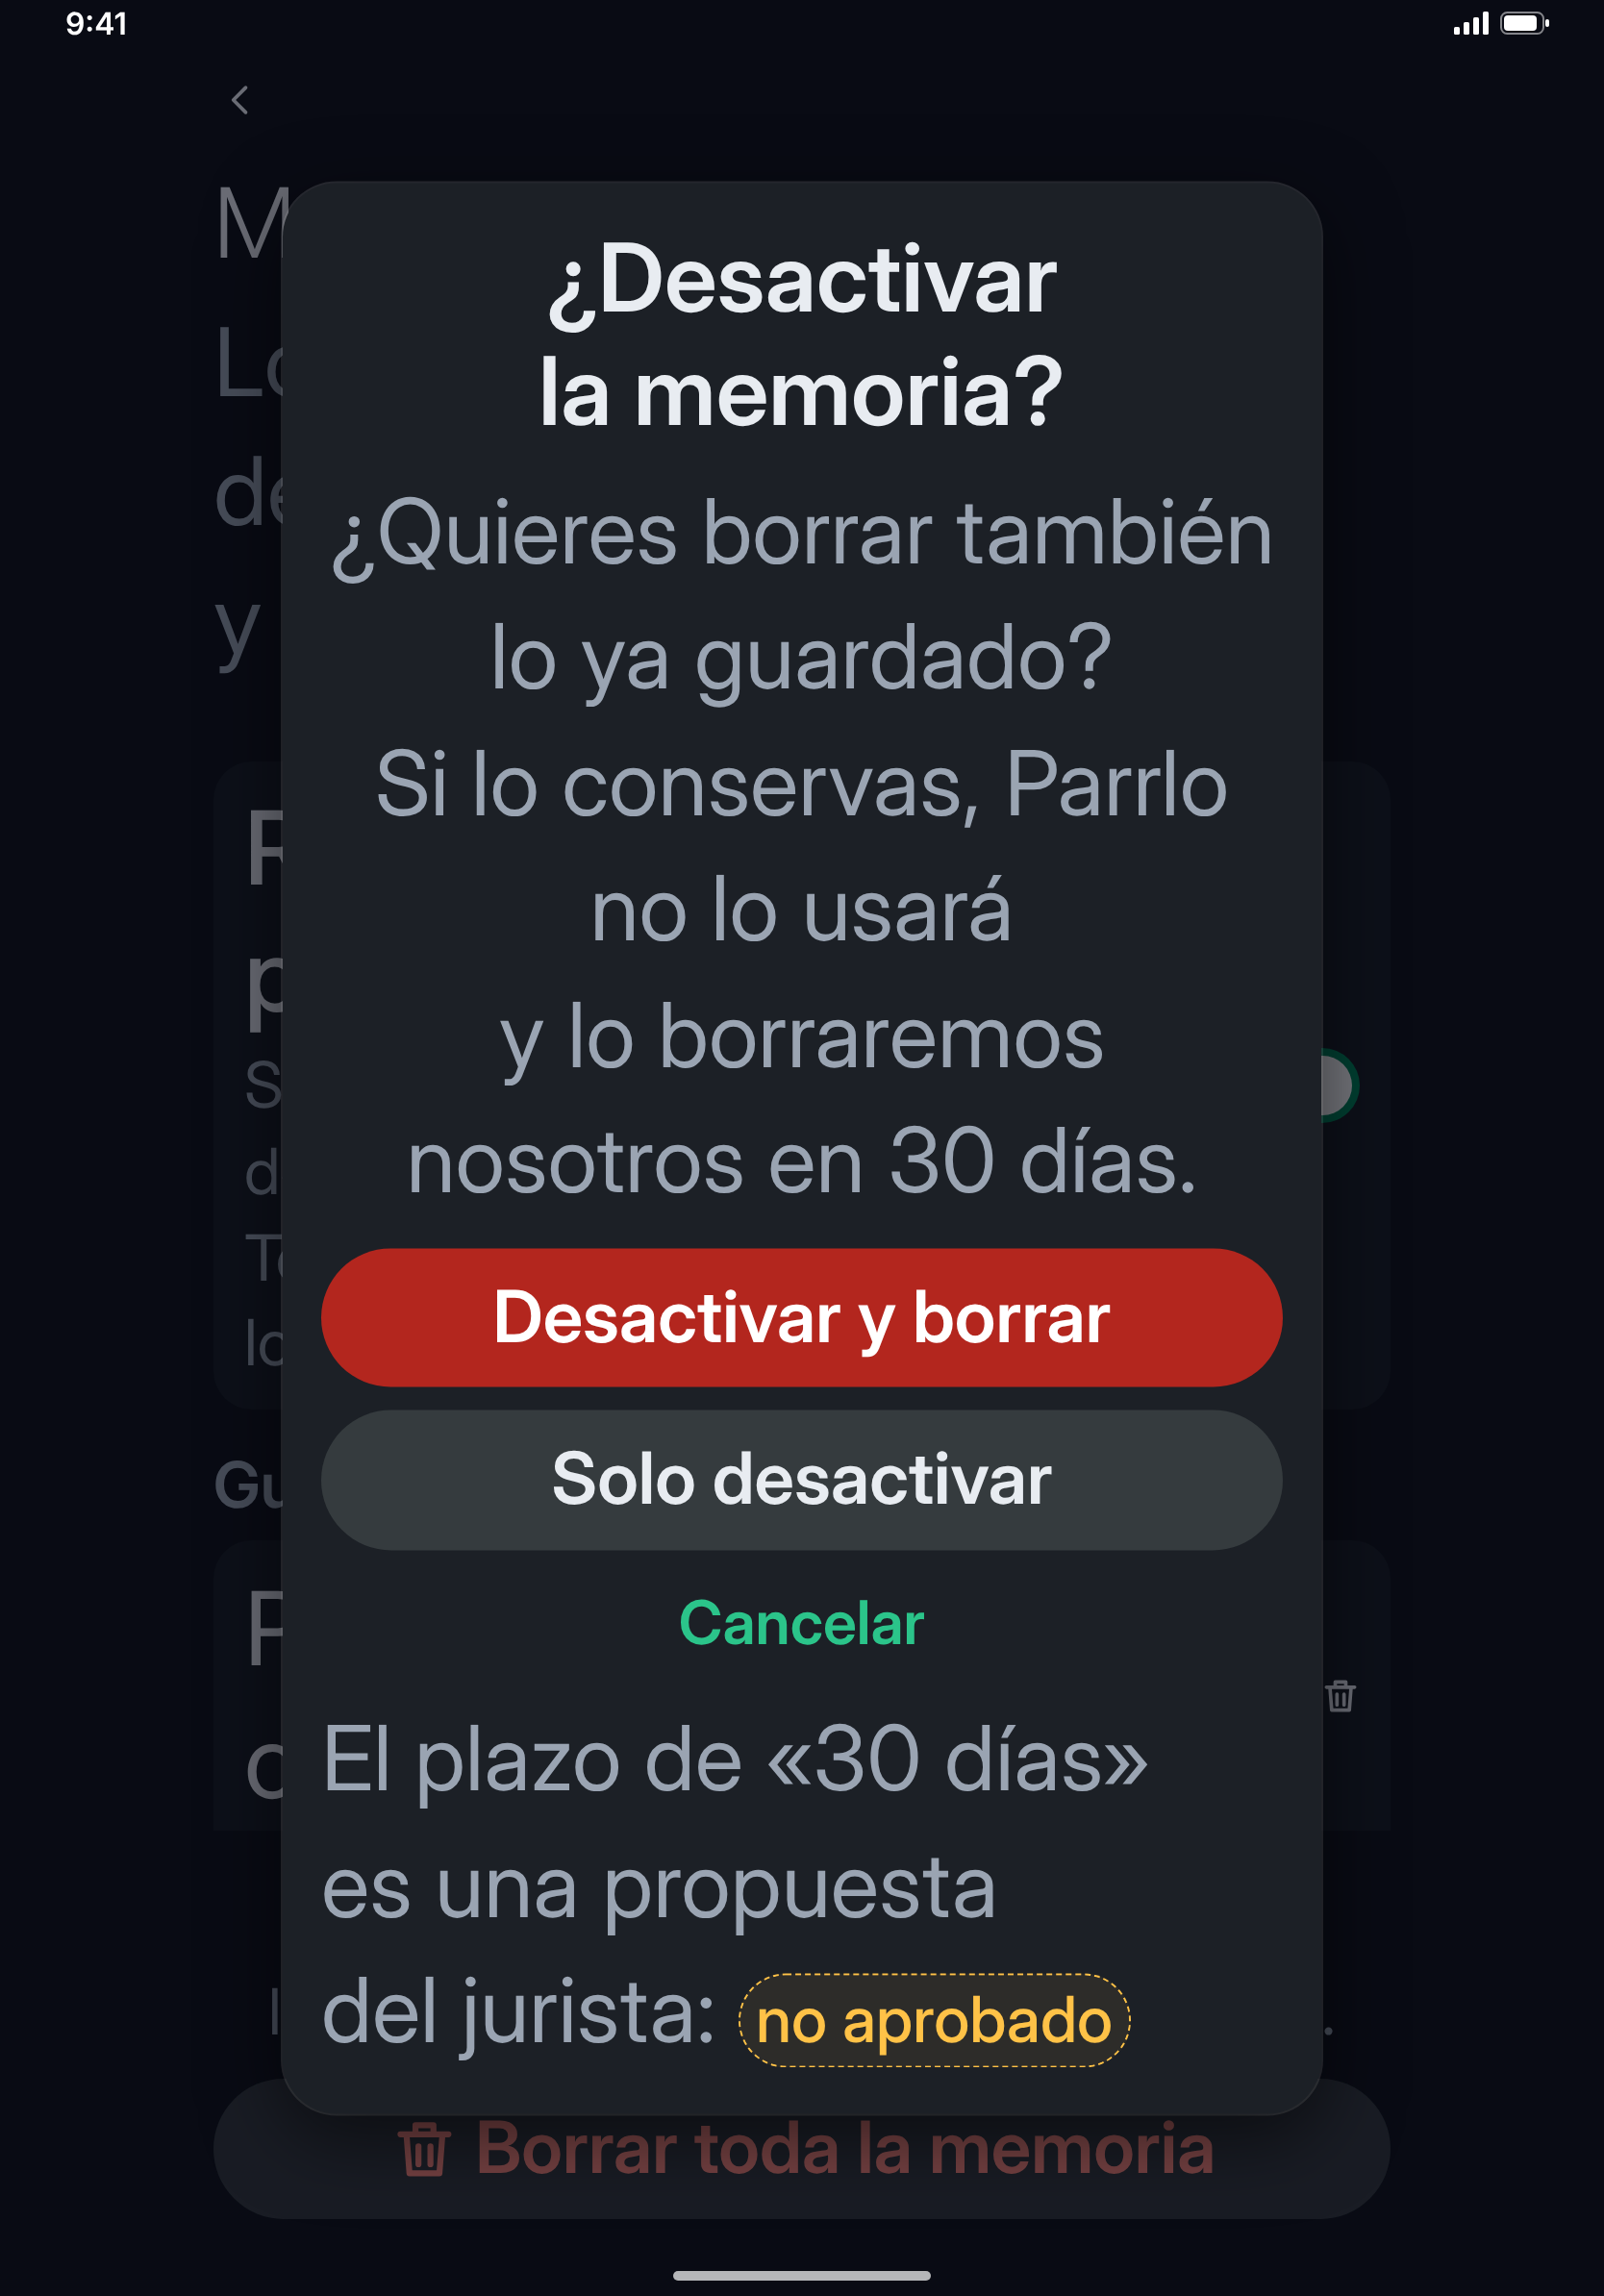 9:41
¿Desactivar
la memoria?
¿Quieres borrar también
lo ya guardado?
Si lo conservas, Parrlo
no lo usará
y lo borraremos
nosotros en 30 días.
Desactivar y borrar
Solo desactivar
Cancelar
El plazo de «30 días»
es una propuesta
del jurista: no aprobado
Borrar toda la memoria